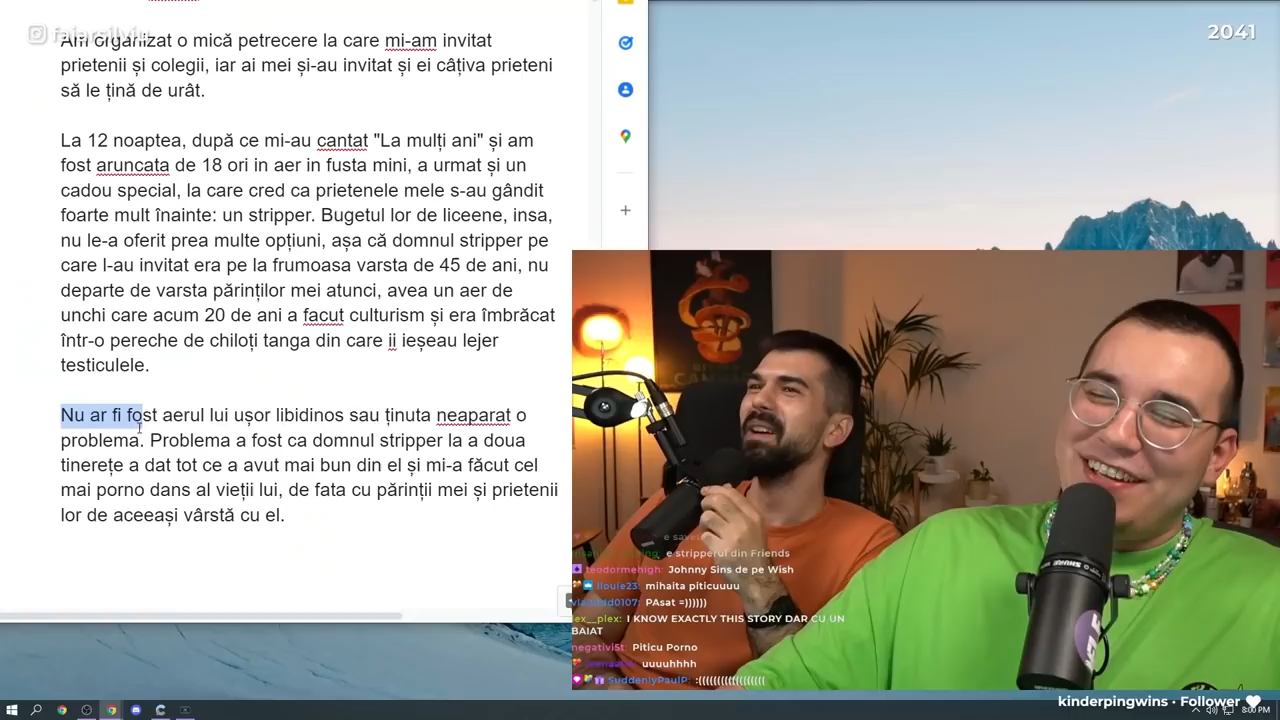 faiarsilviu
2041
Am organizat o mică petrecere la care mi-am invitat
prietenii și colegii, iar ai mei și-au invitat și ei câțiva prieteni
să le țină de urât.
La 12 noaptea, după ce mi-au cantat "La mulți ani" și am
fost aruncata de 18 ori in aer in fusta mini, a urmat și un
cadou special, la care cred ca prietenele mele s-au gândit
foarte mult înainte: un stripper. Bugetul lor de liceene, insa,
nu le-a oferit prea multe opțiuni, așa că domnul stripper pe
care l-au invitat era pe la frumoasa varsta de 45 de ani, nu
departe de varsta părinților mei atunci, avea un aer de
unchi care acum 20 de ani a facut culturism și era îmbrăcat
într-o pereche de chiloți tanga din care ii ieșeau lejer
testiculele.
Nu ar fi fost aerul lui ușor libidinos sau ținuta neaparat o
problema. Problema a fost ca domnul stripper la a doua
tinerețe a dat tot ce a avut mai bun din el și mi-a făcut cel
mai porno dans al vieții lui, de fata cu părinții mei și prietenii
lor de aceeași vârstă cu el.
e stripperul din Friends
teodormehigh: Johnny Sins de pe Wish
llouie23: mihaita piticuuuu
PAsat =))))))
I KNOW EXACTLY THIS STORY DAR CU UN
BAIAT
negativi5t: Piticu Porno
uuuuhhhh
SuddenlyPaulP: :((((((((((((((((((
kinderpingwins · Follower
8:00 PM